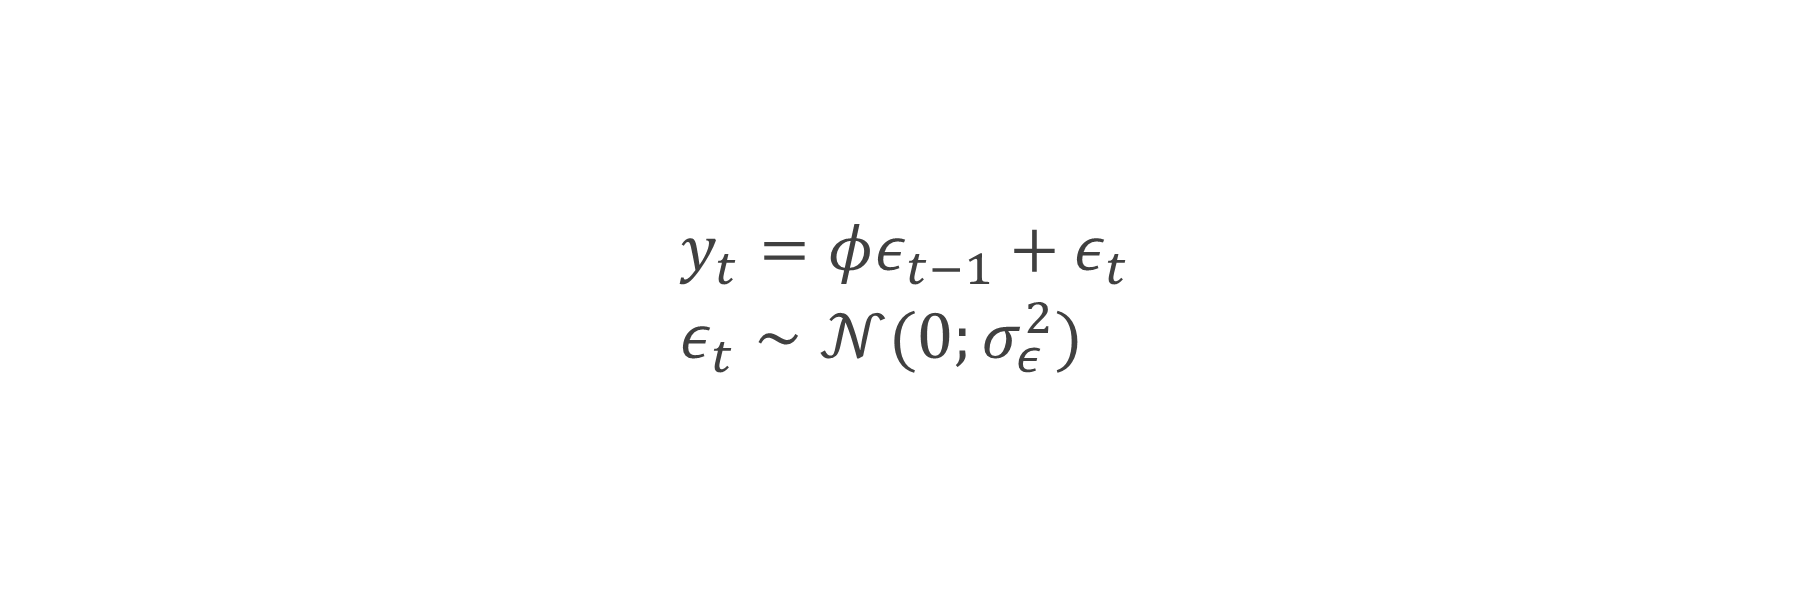 y_t = ϕϵ_{t−1} + ϵ_t
ϵ_t ~ 𝒩(0; σ_ϵ^2)